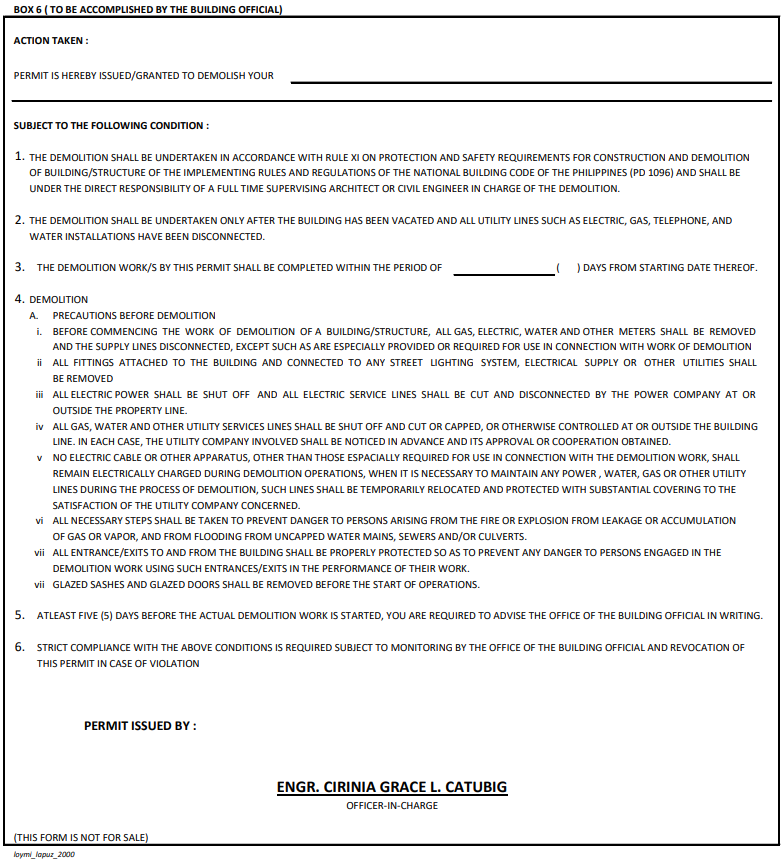 BOX 6 ( TO BE ACCOMPLISHED BY THE BUILDING OFFICIAL)
ACTION TAKEN :
PERMIT IS HEREBY ISSUED/GRANTED TO DEMOLISH YOUR
SUBJECT TO THE FOLLOWING CONDITION :
1. THE DEMOLITION SHALL BE UNDERTAKEN IN ACCORDANCE WITH RULE XI ON PROTECTION AND SAFETY REQUIREMENTS FOR CONSTRUCTION AND DEMOLITION
OF BUILDING/STRUCTURE OF THE IMPLEMENTING RULES AND REGULATIONS OF THE NATIONAL BUILDING CODE OF THE PHILIPPINES (PD 1096) AND SHALL BE
UNDER THE DIRECT RESPONSIBILITY OF A FULL TIME SUPERVISING ARCHITECT OR CIVIL ENGINEER IN CHARGE OF THE DEMOLITION.
2. THE DEMOLITION SHALL BE UNDERTAKEN ONLY AFTER THE BUILDING HAS BEEN VACATED AND ALL UTILITY LINES SUCH AS ELECTRIC, GAS, TELEPHONE, AND
WATER INSTALLATIONS HAVE BEEN DISCONNECTED.
3. THE DEMOLITION WORK/S BY THIS PERMIT SHALL BE COMPLETED WITHIN THE PERIOD OF ( ) DAYS FROM STARTING DATE THEREOF.
4. DEMOLITION
A. PRECAUTIONS BEFORE DEMOLITION
i. BEFORE COMMENCING THE WORK OF DEMOLITION OF A BUILDING/STRUCTURE, ALL GAS, ELECTRIC, WATER AND OTHER METERS SHALL BE REMOVED
AND THE SUPPLY LINES DISCONNECTED, EXCEPT SUCH AS ARE ESPECIALLY PROVIDED OR REQUIRED FOR USE IN CONNECTION WITH WORK OF DEMOLITION
ii ALL FITTINGS ATTACHED TO THE BUILDING AND CONNECTED TO ANY STREET LIGHTING SYSTEM, ELECTRICAL SUPPLY OR OTHER UTILITIES SHALL
BE REMOVED
iii ALL ELECTRIC POWER SHALL BE SHUT OFF AND ALL ELECTRIC SERVICE LINES SHALL BE CUT AND DISCONNECTED BY THE POWER COMPANY AT OR
OUTSIDE THE PROPERTY LINE.
iv ALL GAS, WATER AND OTHER UTILITY SERVICES LINES SHALL BE SHUT OFF AND CUT OR CAPPED, OR OTHERWISE CONTROLLED AT OR OUTSIDE THE BUILDING
LINE. IN EACH CASE, THE UTILITY COMPANY INVOLVED SHALL BE NOTICED IN ADVANCE AND ITS APPROVAL OR COOPERATION OBTAINED.
v NO ELECTRIC CABLE OR OTHER APPARATUS, OTHER THAN THOSE ESPACIALLY REQUIRED FOR USE IN CONNECTION WITH THE DEMOLITION WORK, SHALL
REMAIN ELECTRICALLY CHARGED DURING DEMOLITION OPERATIONS, WHEN IT IS NECESSARY TO MAINTAIN ANY POWER , WATER, GAS OR OTHER UTILITY
LINES DURING THE PROCESS OF DEMOLITION, SUCH LINES SHALL BE TEMPORARILY RELOCATED AND PROTECTED WITH SUBSTANTIAL COVERING TO THE
SATISFACTION OF THE UTILITY COMPANY CONCERNED.
vi ALL NECESSARY STEPS SHALL BE TAKEN TO PREVENT DANGER TO PERSONS ARISING FROM THE FIRE OR EXPLOSION FROM LEAKAGE OR ACCUMULATION
OF GAS OR VAPOR, AND FROM FLOODING FROM UNCAPPED WATER MAINS, SEWERS AND/OR CULVERTS.
vii ALL ENTRANCE/EXITS TO AND FROM THE BUILDING SHALL BE PROPERLY PROTECTED SO AS TO PREVENT ANY DANGER TO PERSONS ENGAGED IN THE
DEMOLITION WORK USING SUCH ENTRANCES/EXITS IN THE PERFORMANCE OF THEIR WORK.
vii GLAZED SASHES AND GLAZED DOORS SHALL BE REMOVED BEFORE THE START OF OPERATIONS.
5. ATLEAST FIVE (5) DAYS BEFORE THE ACTUAL DEMOLITION WORK IS STARTED, YOU ARE REQUIRED TO ADVISE THE OFFICE OF THE BUILDING OFFICIAL IN WRITING.
6. STRICT COMPLIANCE WITH THE ABOVE CONDITIONS IS REQUIRED SUBJECT TO MONITORING BY THE OFFICE OF THE BUILDING OFFICIAL AND REVOCATION OF
THIS PERMIT IN CASE OF VIOLATION
PERMIT ISSUED BY :
ENGR. CIRINIA GRACE L. CATUBIG
OFFICER-IN-CHARGE
(THIS FORM IS NOT FOR SALE)
loymi_lapuz_2000